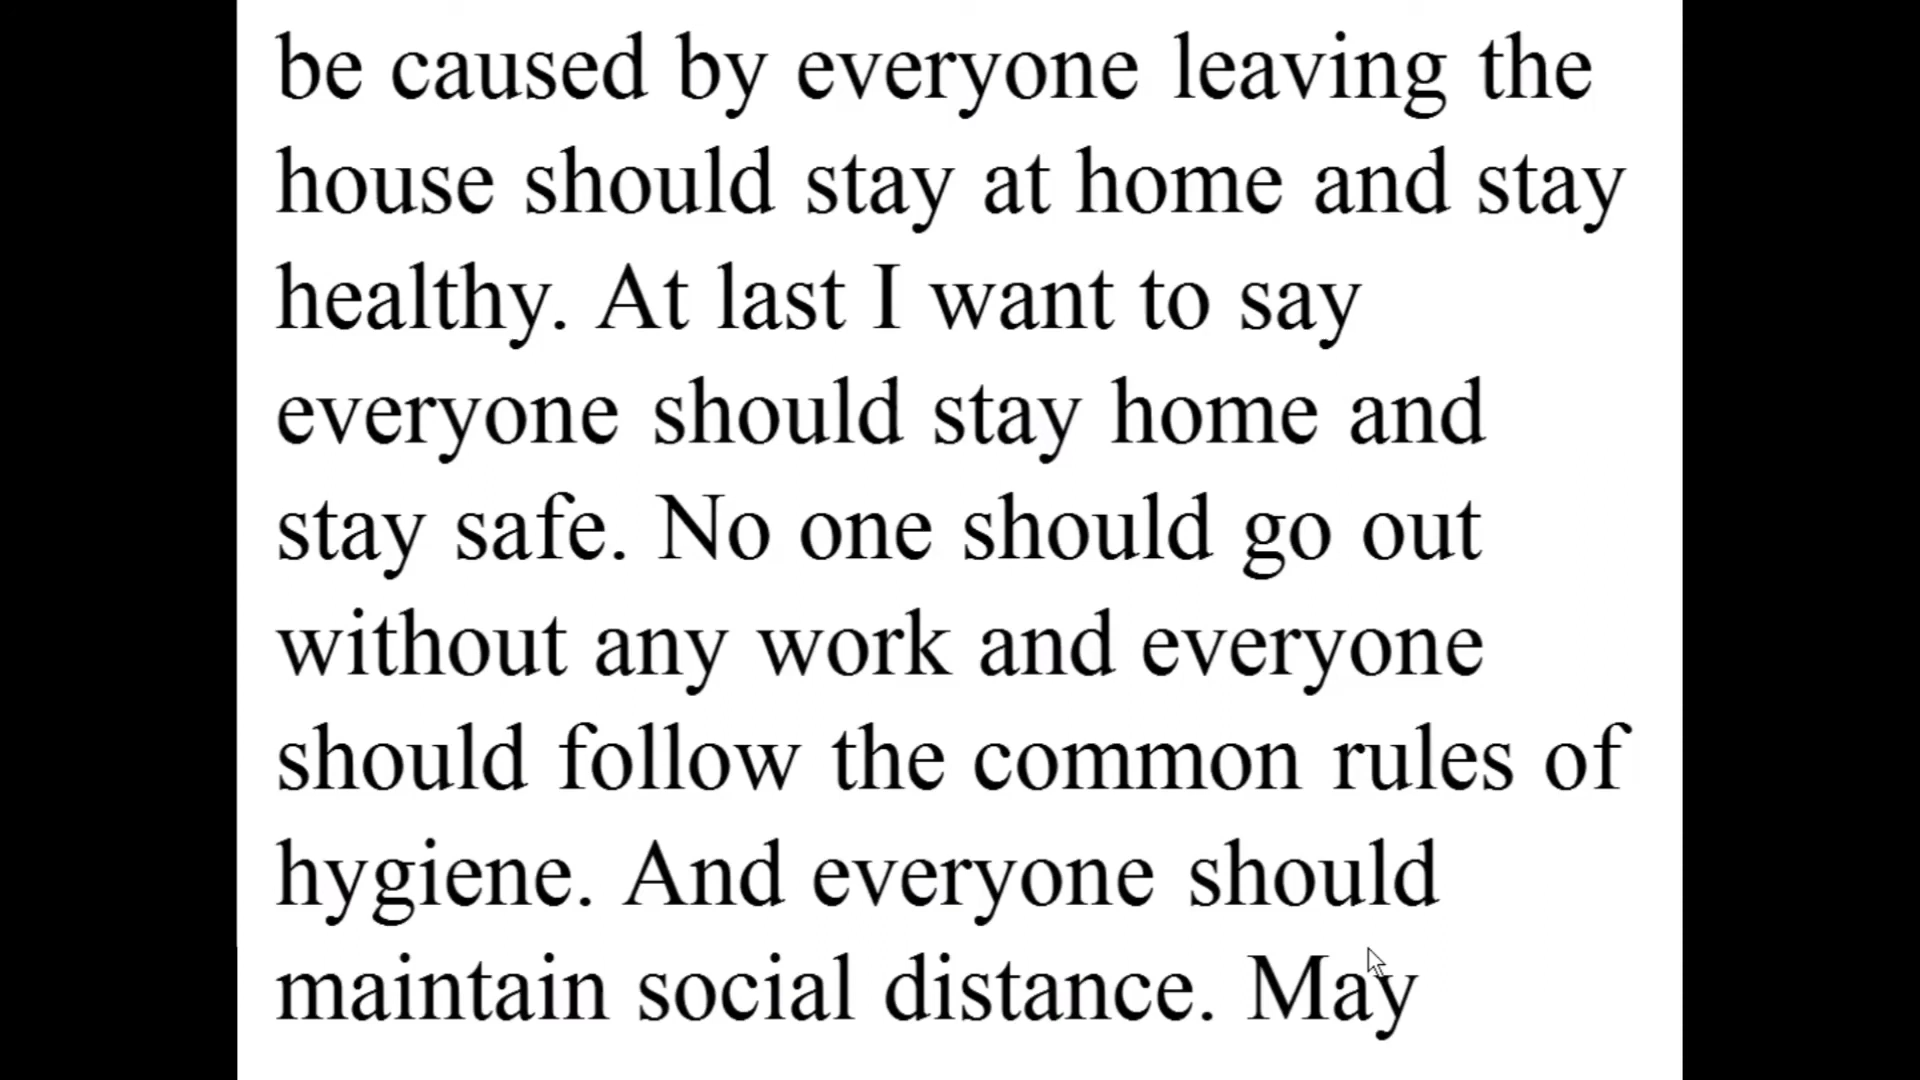 be caused by everyone leaving the
house should stay at home and stay
healthy. At last I want to say
everyone should stay home and
stay safe. No one should go out
without any work and everyone
should follow the common rules of
hygiene. And everyone should
maintain social distance. May